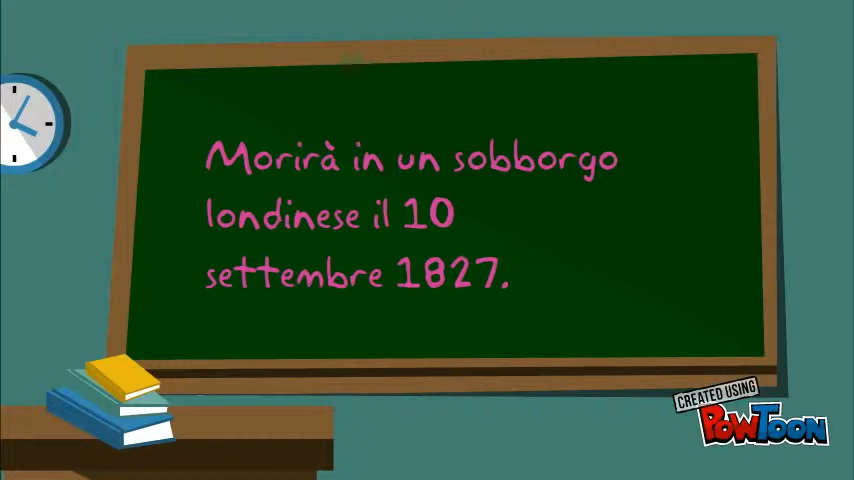 Morirà in un sobborgo
londinese il 10
settembre 1827.
CREATED USING
POWTOON